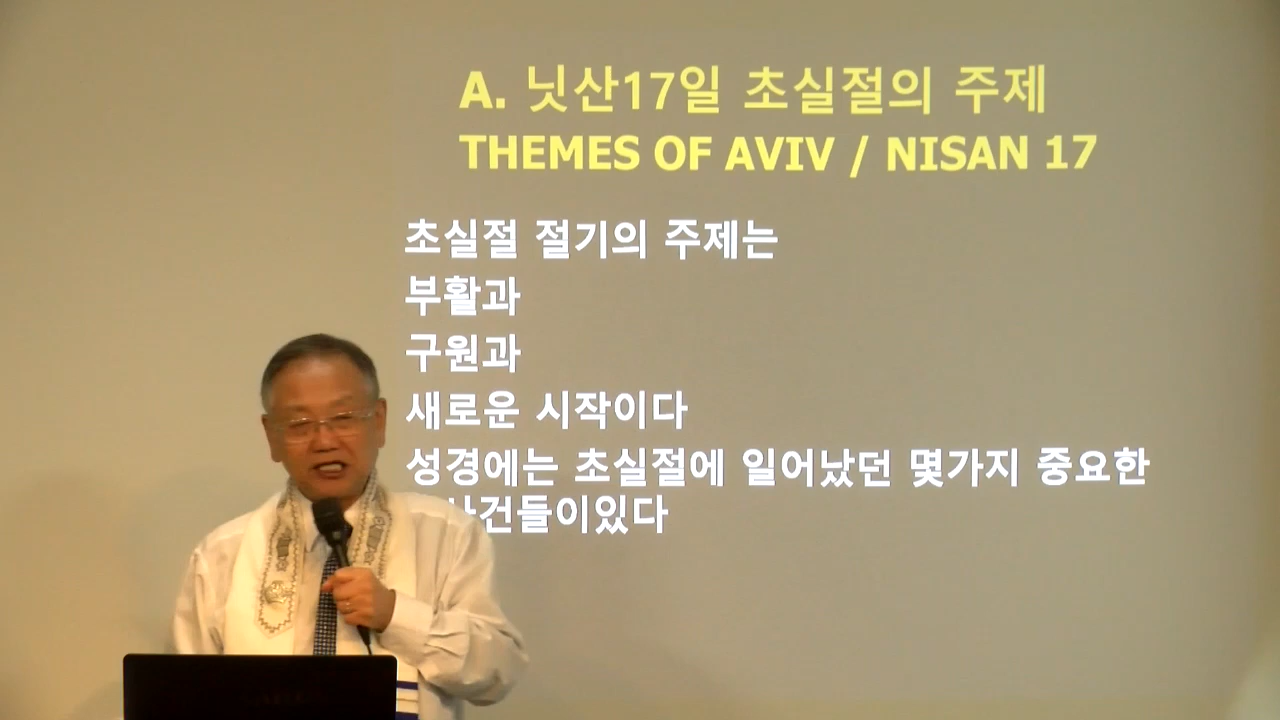 A. 닛산17일 초실절의 주제
THEMES OF AVIV / NISAN 17
초실절 절기의 주제는
부활과
구원과
새로운 시작이다
성경에는 초실절에 일어났던 몇가지 중요한
사건들이있다